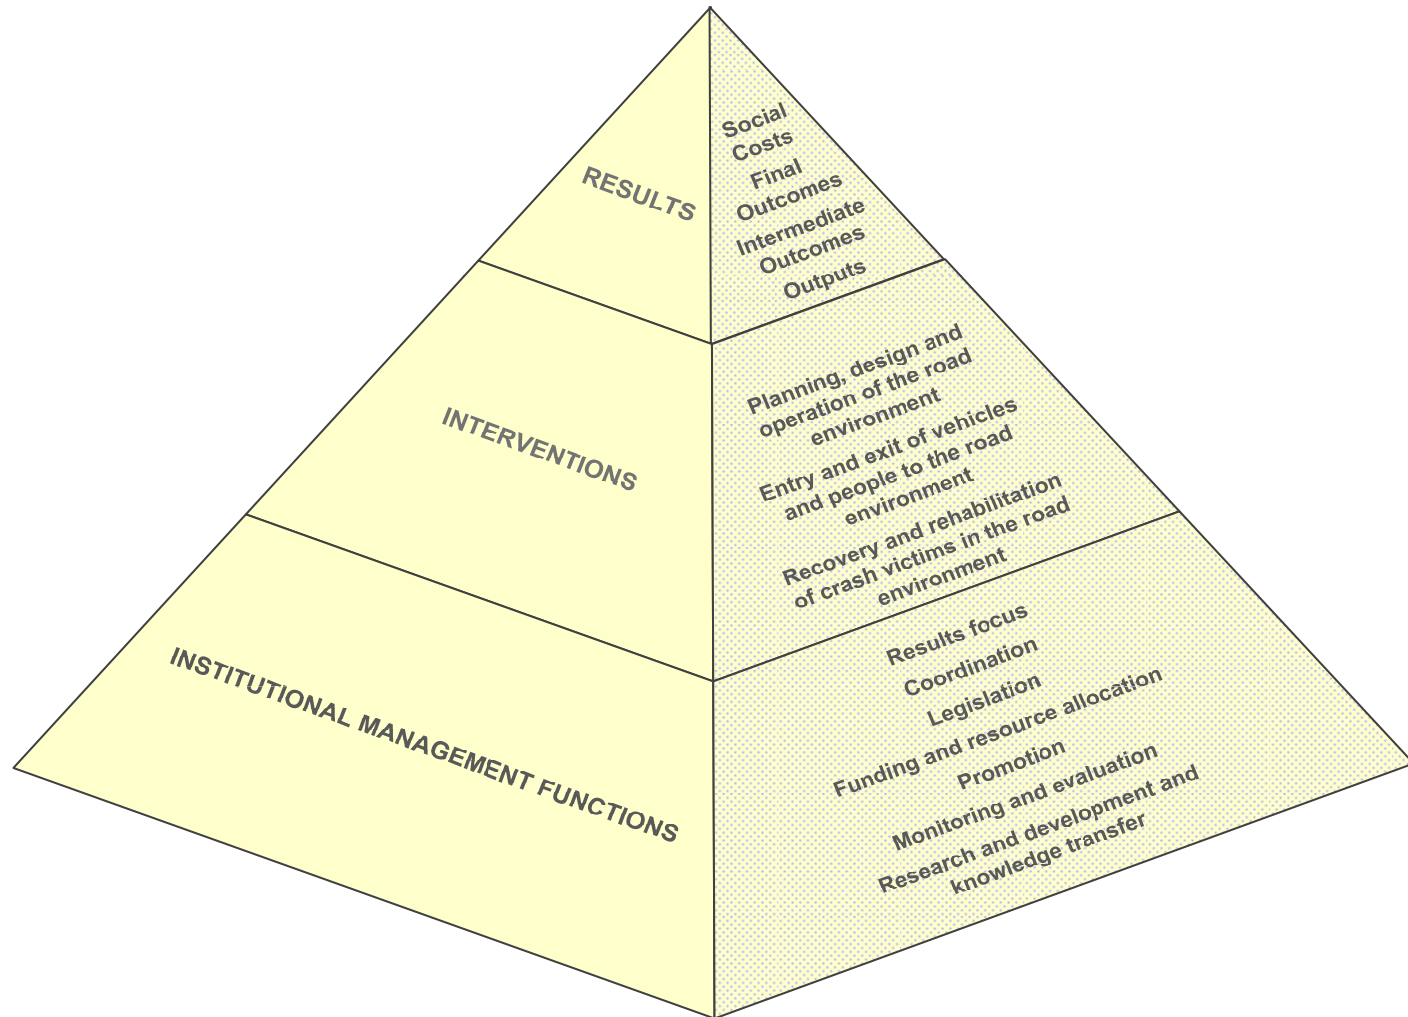 RESULTS
Social
Costs
Final
Outcomes
Intermediate
Outcomes
Outputs
INTERVENTIONS
Planning, design and
operation of the road
environment
Entry and exit of vehicles
and people to the road
environment
Recovery and rehabilitation
of crash victims in the road
environment
INSTITUTIONAL MANAGEMENT FUNCTIONS
Results focus
Coordination
Legislation
Funding and resource allocation
Promotion
Monitoring and evaluation
Research and development and
knowledge transfer